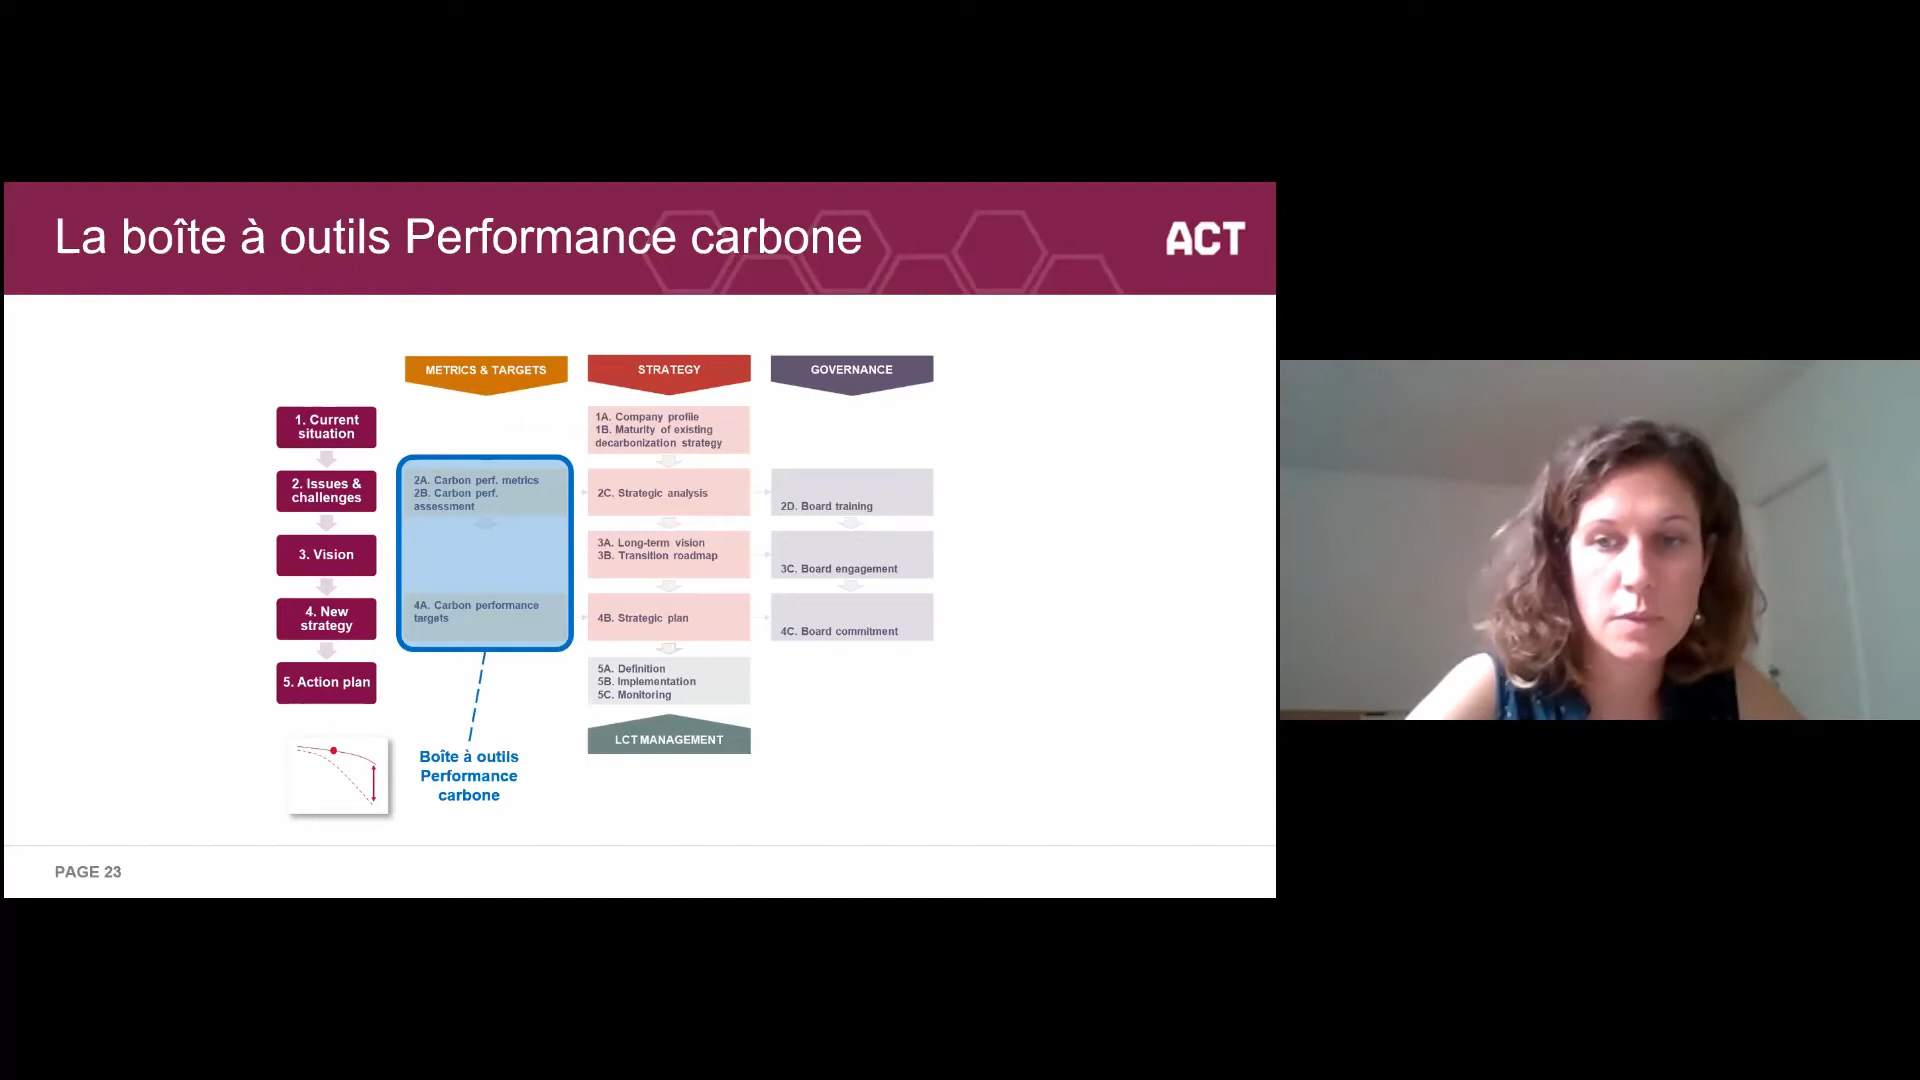 La boîte à outils Performance carbone
ACT
METRICS & TARGETS
STRATEGY
GOVERNANCE
1. Current
situation
1A. Company profile
1B. Maturity of existing
decarbonization strategy
2. Issues &
challenges
2A. Carbon perf. metrics
2B. Carbon perf.
assessment
2C. Strategic analysis
2D. Board training
3. Vision
3A. Long-term vision
3B. Transition roadmap
3C. Board engagement
4. New
strategy
4A. Carbon performance
targets
4B. Strategic plan
4C. Board commitment
5. Action plan
5A. Definition
5B. Implementation
5C. Monitoring
LCT MANAGEMENT
Boîte à outils
Performance
carbone
PAGE 23